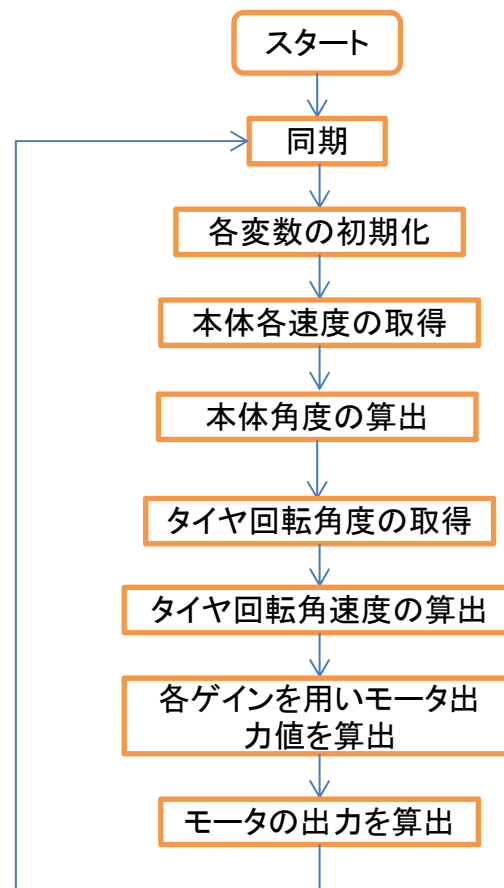 スタート
同期
各変数の初期化
本体各速度の取得
本体角度の算出
タイヤ回転角度の取得
タイヤ回転角速度の算出
各ゲインを用いモータ出
力値を算出
モータの出力を算出